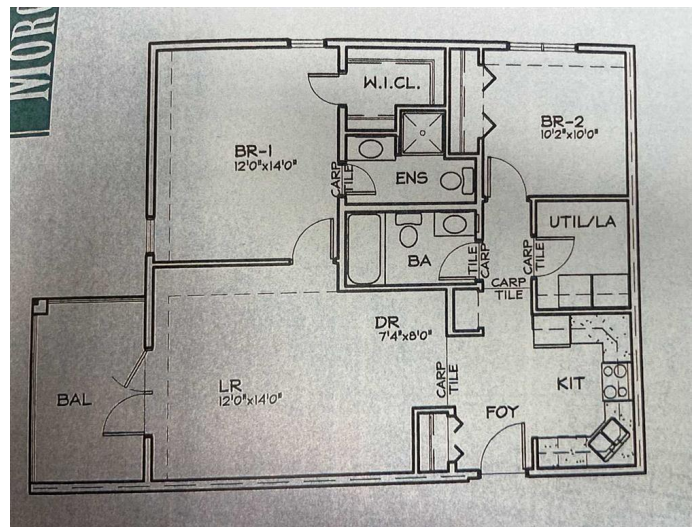 MORG
W.I.CL.
BR-1
12'0"x14'0"
BR-2
10'2"x10'0"
CARP
TILE
ENS
UTIL/LA
BA
TILE
CARP
CARP
TILE
CARP
TILE
DR
7'4"x8'0"
CARP
TILE
BAL
LR
12'0"x14'0"
KIT
FOY